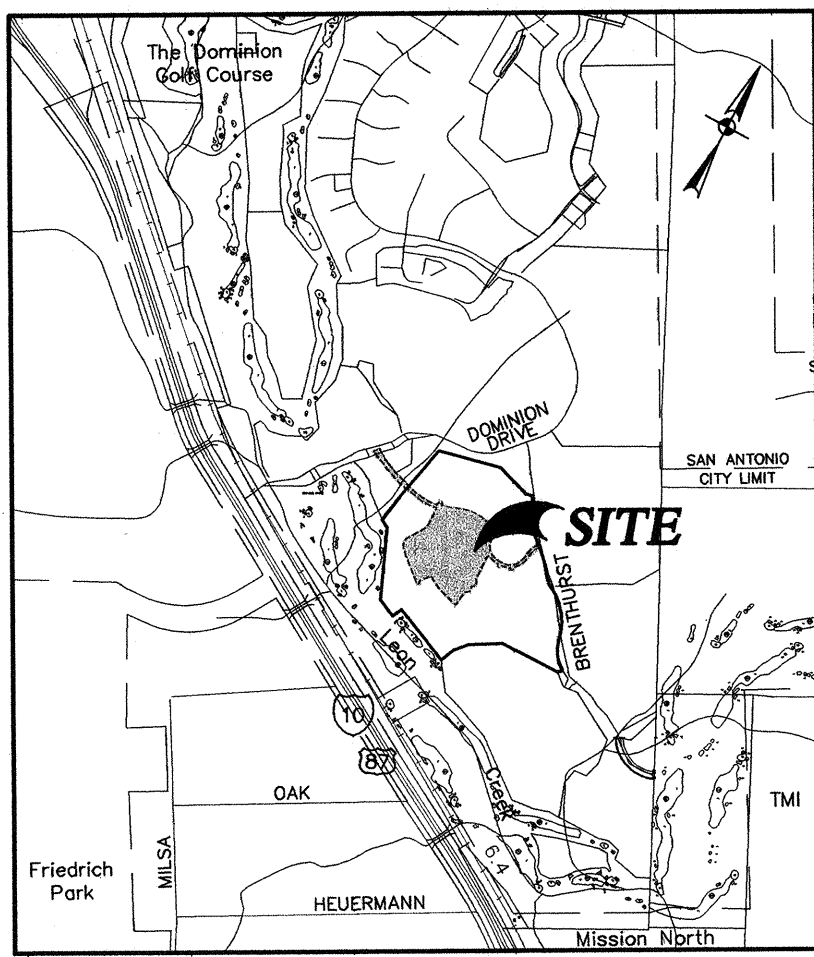 The Dominion
Golf Course
DOMINION
DRIVE
SAN ANTONIO
CITY LIMIT
S
SITE
BRENTHURST
Leon
10
87
Creek
OAK
TMI
MILSA
6.4
Friedrich
Park
HEUERMANN
Mission North